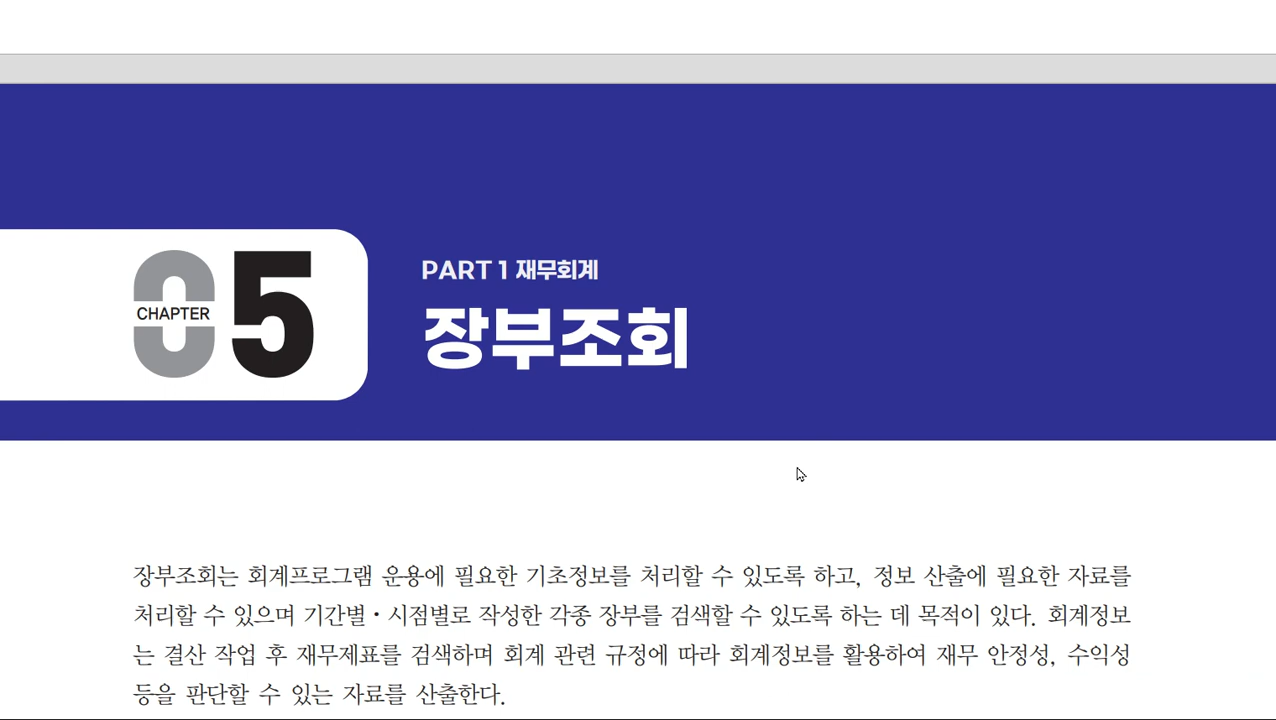 CHAPTER
05
PART 1 재무회계
장부조회
장부조회는 회계프로그램 운용에 필요한 기초정보를 처리할 수 있도록 하고, 정보 산출에 필요한 자료를
처리할 수 있으며 기간별·시점별로 작성한 각종 장부를 검색할 수 있도록 하는 데 목적이 있다. 회계정보
는 결산 작업 후 재무제표를 검색하며 회계 관련 규정에 따라 회계정보를 활용하여 재무 안정성, 수익성
등을 판단할 수 있는 자료를 산출한다.